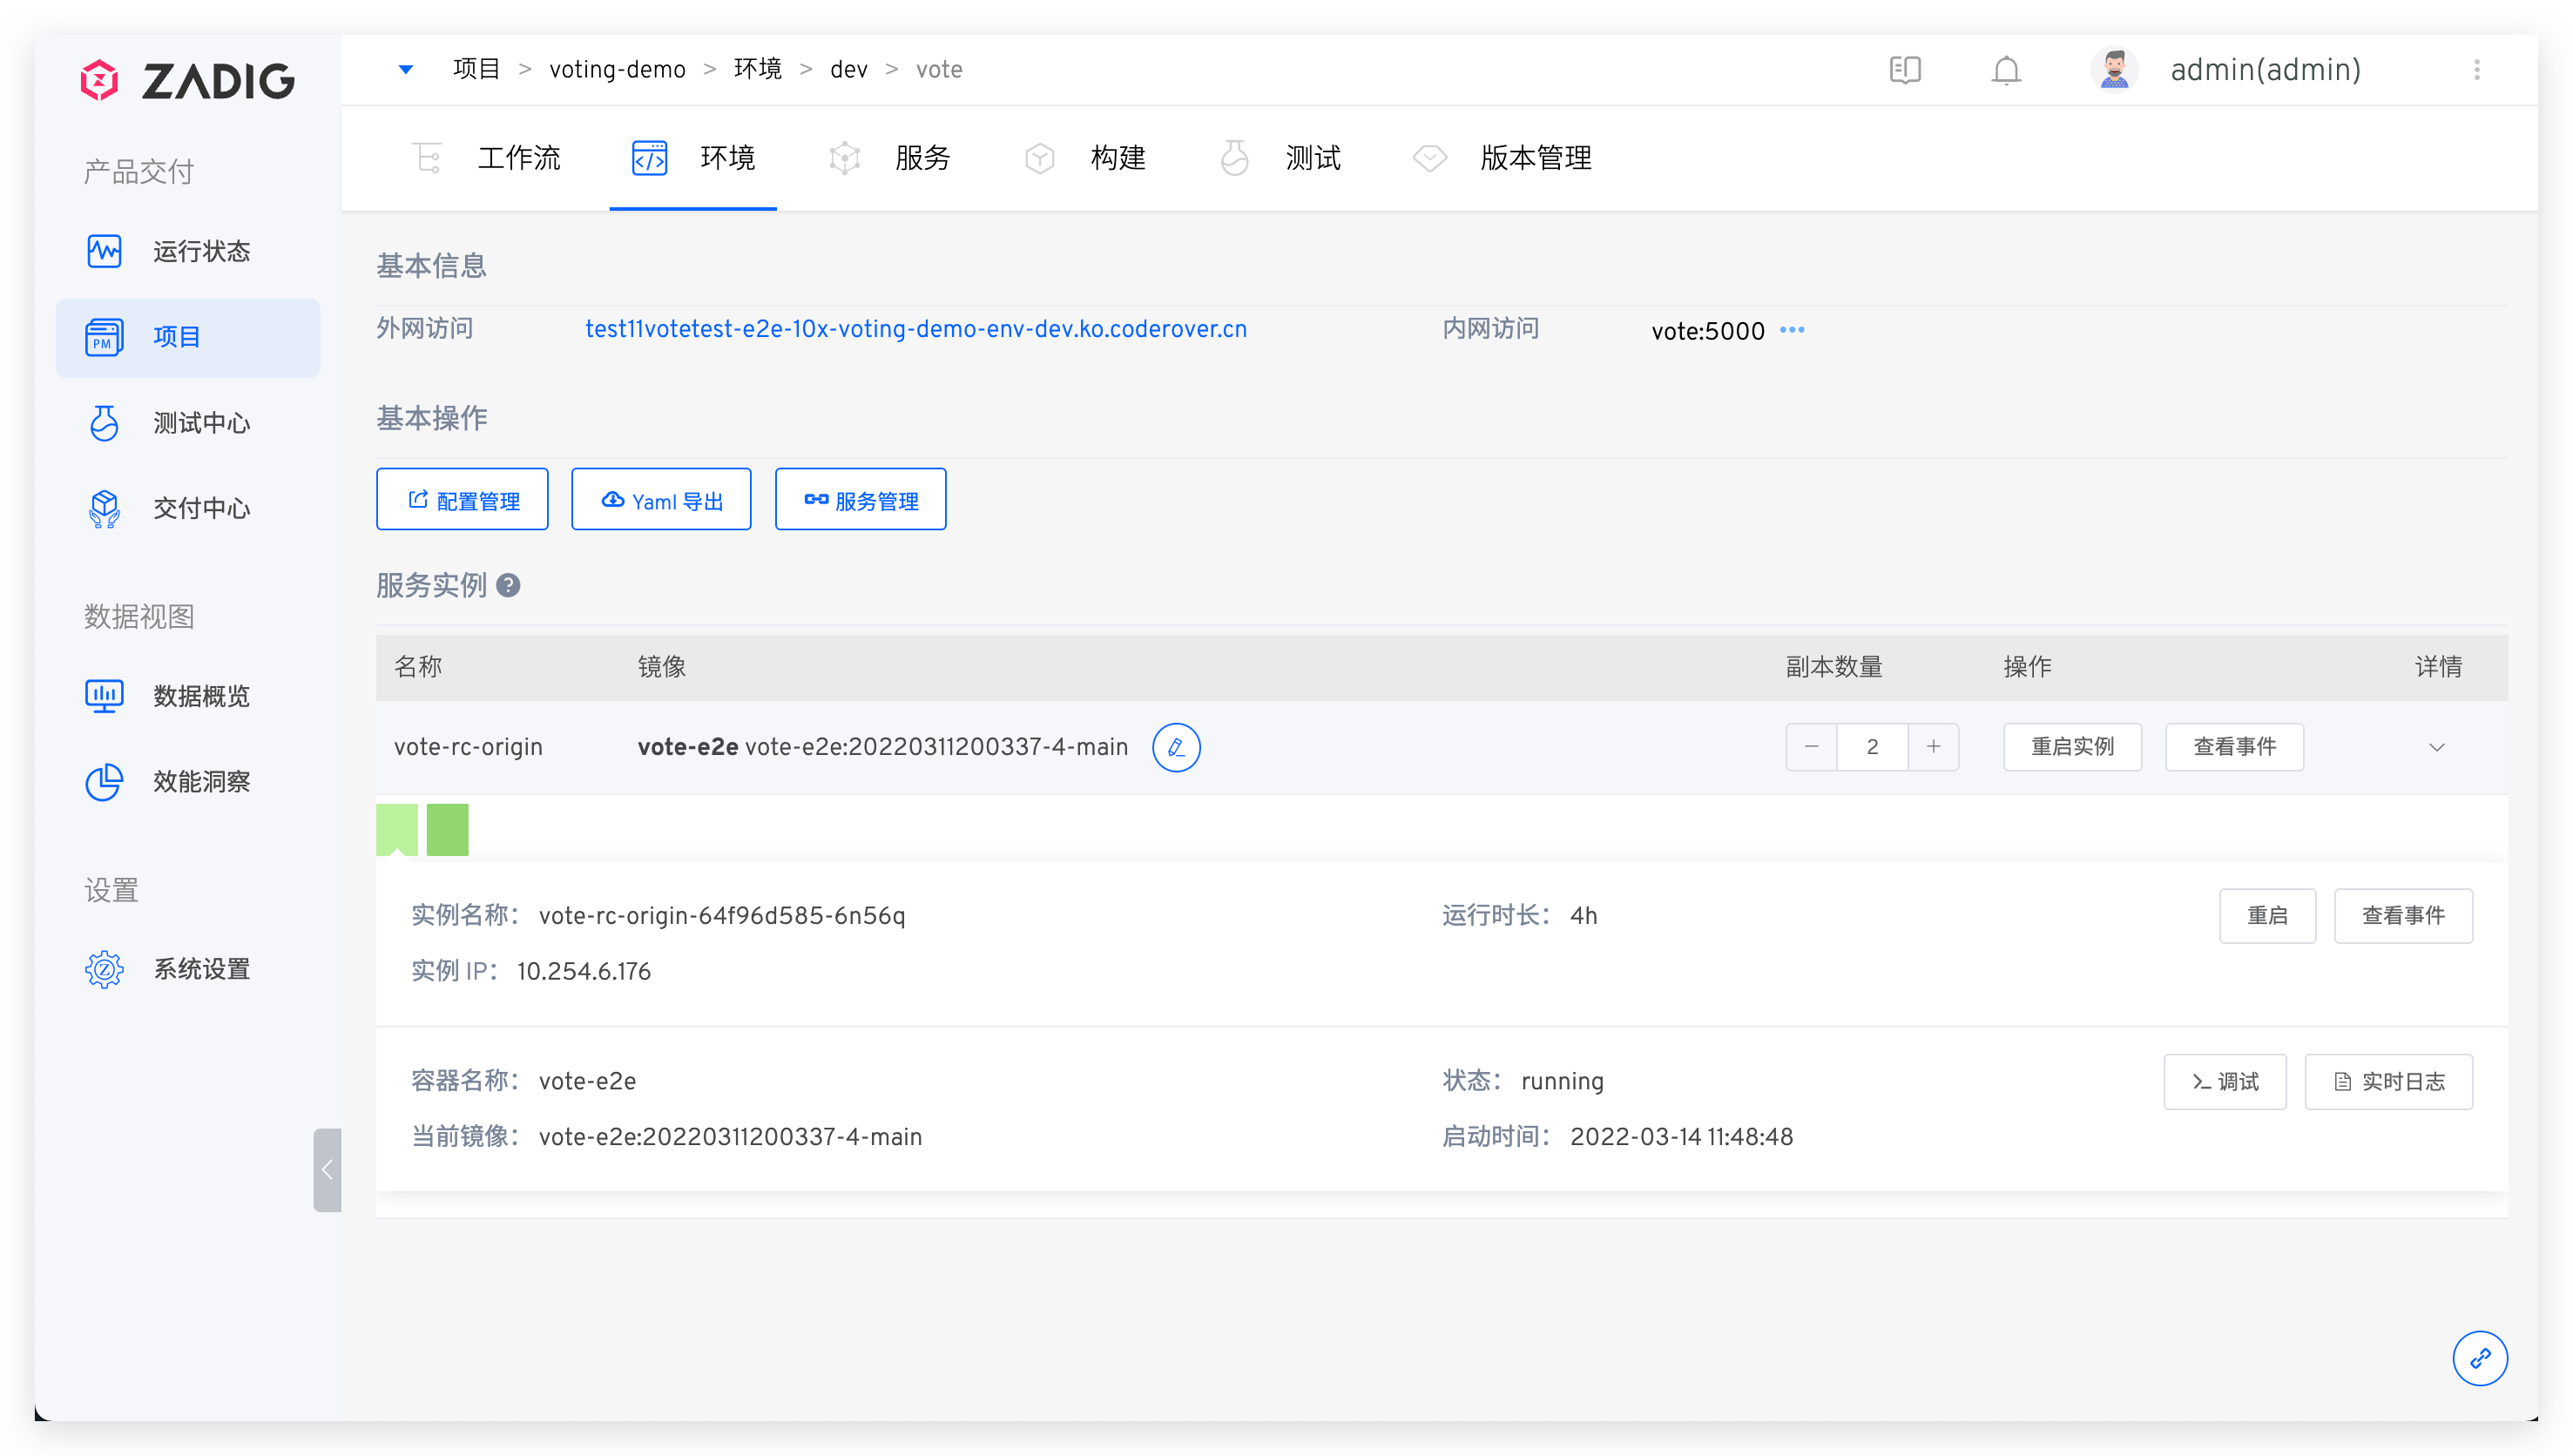 ZADIG
项目 > voting-demo > 环境 > dev > vote
admin(admin)
产品交付
运行状态
PM
项目
测试中心
交付中心
数据视图
数据概览
效能洞察
设置
系统设置
工作流 环境 服务 构建 测试 版本管理
基本信息
外网访问 test11votetest-e2e-10x-voting-demo-env-dev.ko.coderover.cn 内网访问 vote:5000 •••
基本操作
配置管理 Yaml 导出 服务管理
服务实例 ?
名称 镜像 副本数量 操作 详情
vote-rc-origin vote-e2e vote-e2e:20220311200337-4-main − 2 + 重启实例 查看事件
实例名称： vote-rc-origin-64f96d585-6n56q 运行时长： 4h 重启 查看事件
实例 IP： 10.254.6.176
容器名称： vote-e2e 状态： running >_ 调试 实时日志
当前镜像： vote-e2e:20220311200337-4-main 启动时间： 2022-03-14 11:48:48